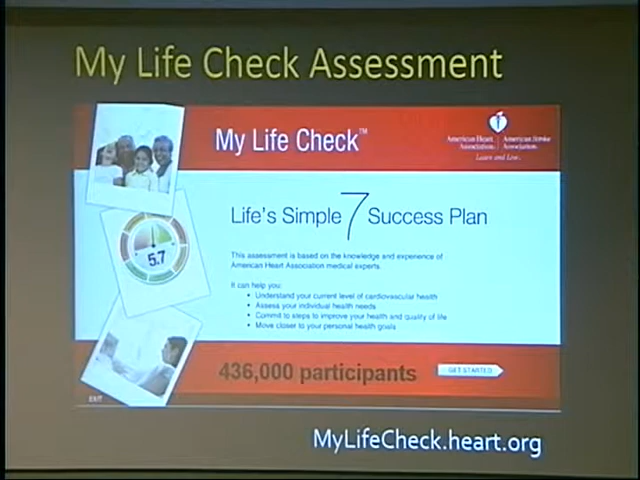 My Life Check Assessment
My Life Check™
American Heart Association®
American Stroke Association®
Learn and Live®
Life's Simple 7 Success Plan
5.7
This assessment is based on the knowledge and experience of
American Heart Association medical experts.
It can help you:
• Understand your current level of cardiovascular health
• Assess your individual health needs
• Commit to steps to improve your health and quality of life
• Move closer to your personal health goals
436,000 participants
GET STARTED
EXIT
MyLifeCheck.heart.org